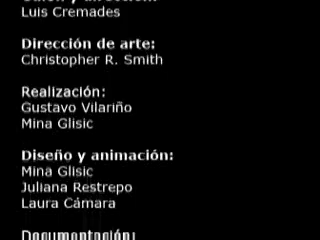 Luis Cremades
Dirección de arte:
Christopher R. Smith
Realización:
Gustavo Vilariño
Mina Glisic
Diseño y animación:
Mina Glisic
Juliana Restrepo
Laura Cámara
Documentación: